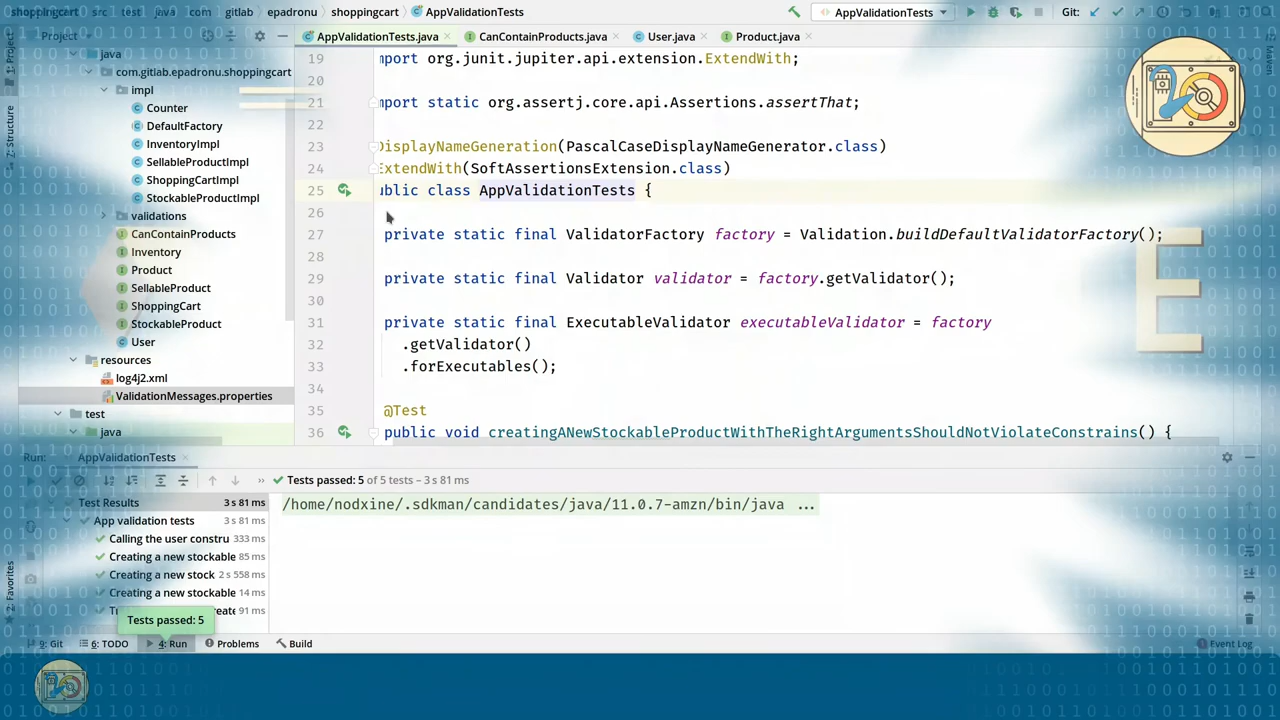 shoppingcart src test java com gitlab epadronu shoppingcart AppValidationTests
AppValidationTests
Git:
Project
AppValidationTests.java
CanContainProducts.java
User.java
Product.java
1: Project
7: Structure
2: Favorites
Maven
java
com.gitlab.epadronu.shoppingcart
impl
Counter
DefaultFactory
InventoryImpl
SellableProductImpl
ShoppingCartImpl
StockableProductImpl
validations
CanContainProducts
Inventory
Product
SellableProduct
ShoppingCart
StockableProduct
User
resources
log4j2.xml
ValidationMessages.properties
test
java
19 mport org.junit.jupiter.api.extension.ExtendWith;
20
21 mport static org.assertj.core.api.Assertions.assertThat;
22
23 DisplayNameGeneration(PascalCaseDisplayNameGenerator.class)
24 ExtendWith(SoftAssertionsExtension.class)
25 ublic class AppValidationTests {
26
27 private static final ValidatorFactory factory = Validation.buildDefaultValidatorFactory();
28
29 private static final Validator validator = factory.getValidator();
30
31 private static final ExecutableValidator executableValidator = factory
32 .getValidator()
33 .forExecutables();
34
35 @Test
36 public void creatingANewStockableProductWithTheRightArgumentsShouldNotViolateConstrains() {
E
Run: AppValidationTests
Tests passed: 5 of 5 tests – 3 s 81 ms
Test Results 3 s 81 ms
App validation tests 3 s 81 ms
Calling the user constru 333 ms
Creating a new stockable 85 ms
Creating a new stock 2 s 558 ms
Creating a new stockable 14 ms
eate 91 ms
/home/nodxine/.sdkman/candidates/java/11.0.7-amzn/bin/java ...
Tests passed: 5
9: Git
6: TODO
4: Run
Problems
Build
Event Log